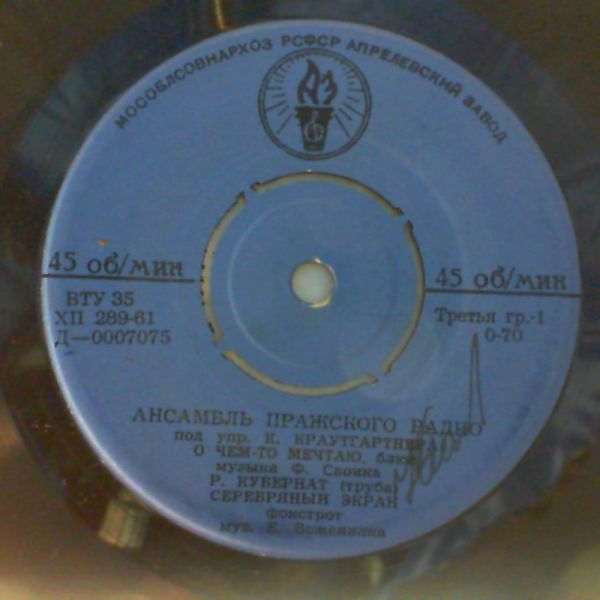 МОСОБЛСОВНАРХОЗ РСФСР АПРЕЛЕВСКИЙ ЗАВОД
АЗ
45 об/мин
ВТУ 35
ХП 289-61
Д—0007075
45 об/мин
Третья гр.-1
0-70
АНСАМБЛЬ ПРАЖСКОГО РАДИО
под упр. К. КРАУТГАРТНЕРА
О ЧЕМ-ТО МЕЧТАЮ, блюз
музыка Ф. Своика
Р. КУБЕРНАТ (труба)
СЕРЕБРЯНЫЙ ЭКРАН
фокстрот
муз. Е. Воженилка